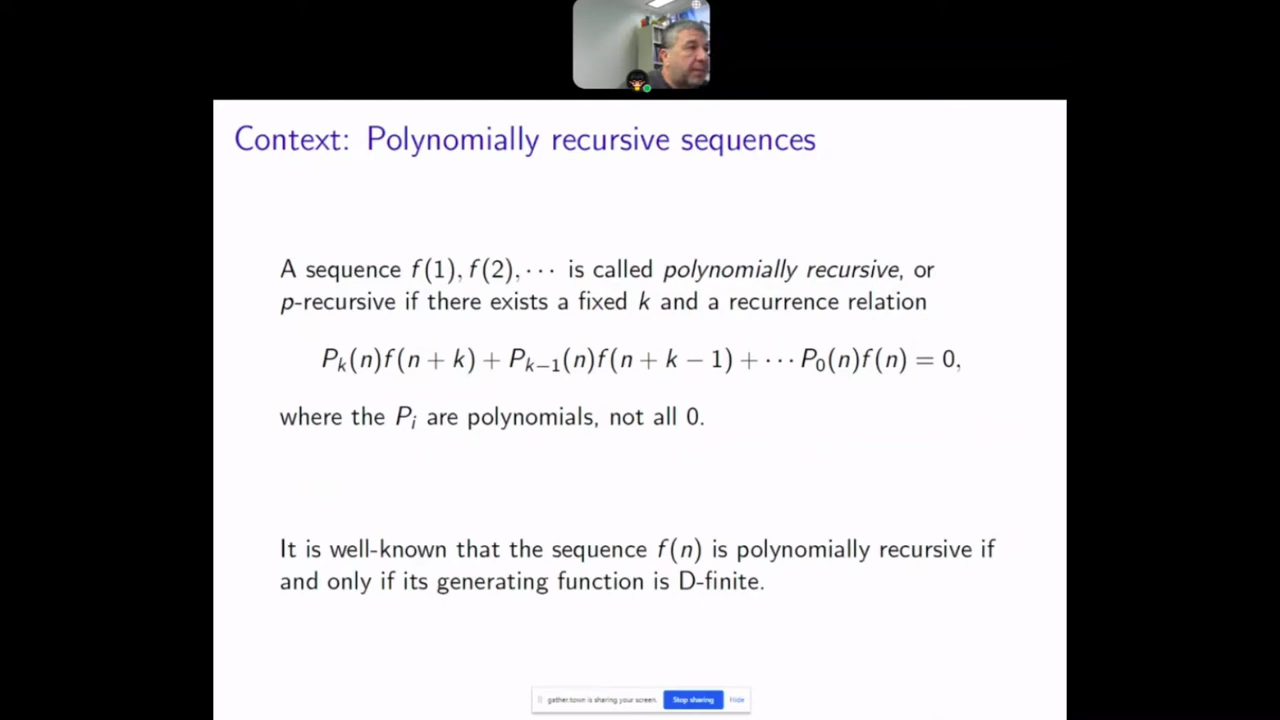 Context: Polynomially recursive sequences
A sequence f(1), f(2), ··· is called polynomially recursive, or
p-recursive if there exists a fixed k and a recurrence relation
P_k(n)f(n + k) + P_{k−1}(n)f(n + k − 1) + ··· P_0(n)f(n) = 0,
where the P_i are polynomials, not all 0.
It is well-known that the sequence f(n) is polynomially recursive if
and only if its generating function is D-finite.
gather.town is sharing your screen. Stop sharing Hide